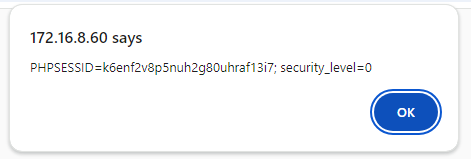 172.16.8.60 says
PHPSESSID=k6enf2v8p5nuh2g80uhraf13i7; security_level=0
OK